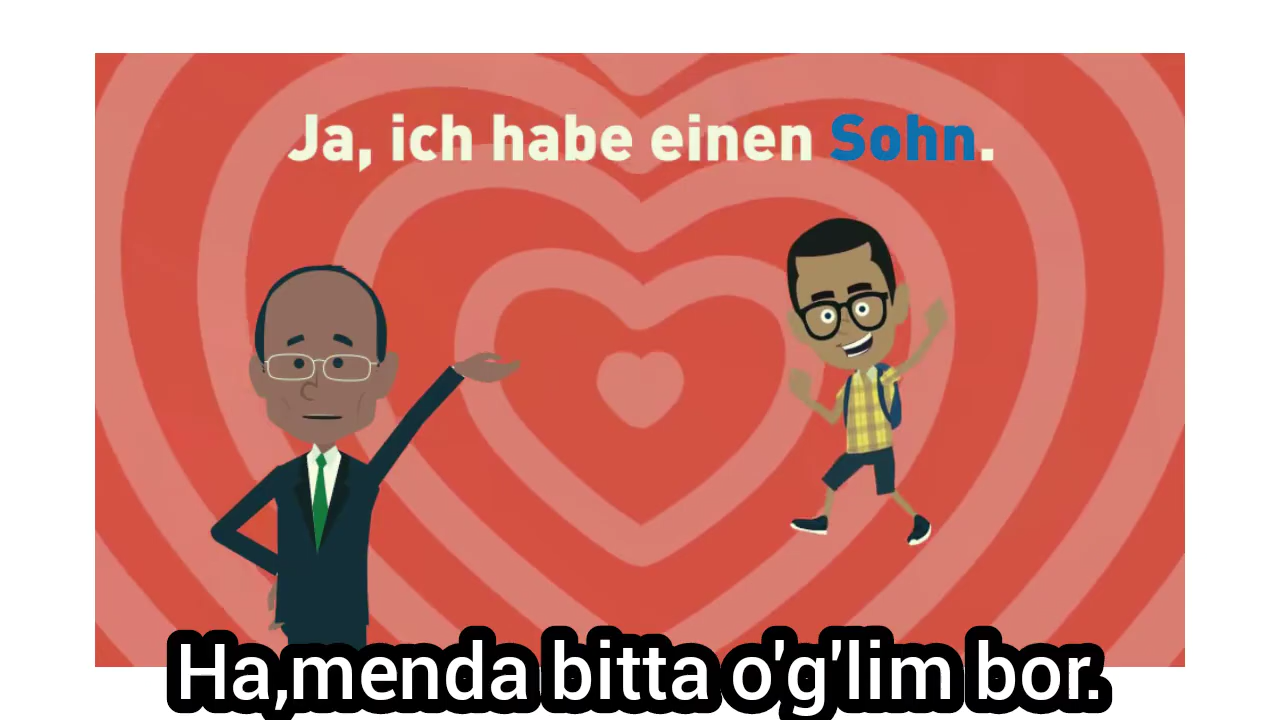 Ja, ich habe einen Sohn.
Ha,menda bitta o'g'lim bor.